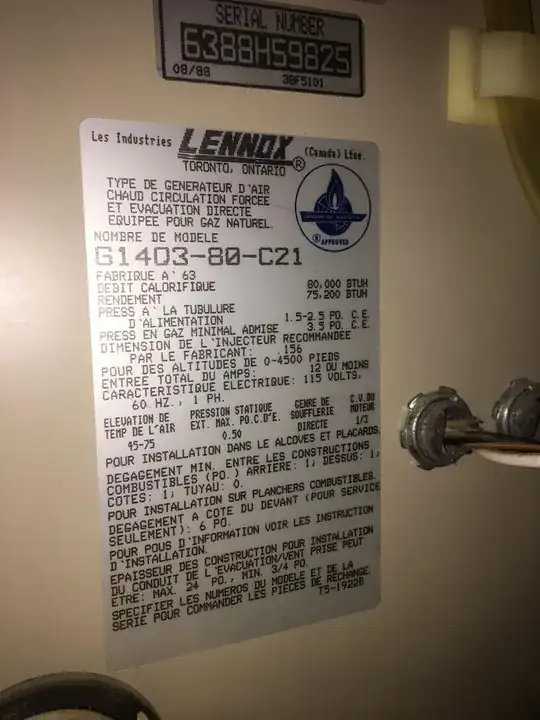 SERIAL NUMBER
6388H59825
08/88 38F5101
Les Industries LENNOX (Canada) Ltee.
TORONTO, ONTARIO ®
TYPE DE GENERATEUR D'AIR
CHAUD CIRCULATION FORCEE
ET EVACUATION DIRECTE
EQUIPEE POUR GAZ NATUREL.
® APPROVED
NOMBRE DE MODELE
G14Q3-80-C21
FABRIQUE A' 63
DEBIT CALORIFIQUE 80,000 BTUH
RENDEMENT 75,200 BTUH
PRESS A' LA TUBULURE
D'ALIMENTATION 1.5-2.5 PO. C.E.
PRESS EN GAZ MINIMAL ADMISE 3.5 PO. C.E.
DIMENSION DE L'INJECTEUR RECOMMANDEE
PAR LE FABRICANT: 156
POUR DES ALTITUDES DE 0-4500 PIEDS
ENTREE TOTAL DU AMPS: 12 OU MOINS
CARACTERISTIQUE ELECTRIQUE: 115 VOLTS,
60 HZ., 1 PH.
ELEVATION DE PRESSION STATIQUE GENRE DE C.V.DU
TEMP DE L'AIR EXT. MAX. PO.C.D'E. SOUFFLERIE MOTEUR
45-75 0.50 DIRECTE 1/3
POUR INSTALLATION DANS LE ALCOVES ET PLACARDS.
DEGAGEMENT MIN. ENTRE LES CONSTRUCTIONS
COMBUSTIBLES (PO.) ARRIERE: 1; DESSUS: 1;
COTES: 1; TUYAU: 0.
POUR INSTALLATION SUR PLANCHERS COMBUSTIBLES.
DEGAGEMENT A COTE DU DEVANT (POUR SERVICE
SEULEMENT): 6 PO.
POUR POUS D'INFORMATION VOIR LES INSTRUCTION
D'INSTALLATION.
EPAISSEUR DES CONSTRUCTION POUR INSTALLATION
DU CONDUIT DE L'EVACUATION/VENT PRISE PEUT
ETRE: MAX. 24 PO., MIN. 3/4 PO.
SPECIFIER LES NUMEROS DU MODELE ET DE LA
SERIE POUR COMMANDER LES PIECES DE RECHANGE.
TS-1922B